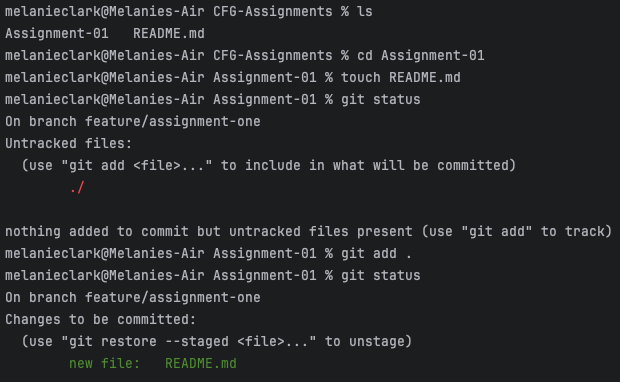 melanieclark@Melanies-Air CFG-Assignments % ls
Assignment-01   README.md
melanieclark@Melanies-Air CFG-Assignments % cd Assignment-01
melanieclark@Melanies-Air Assignment-01 % touch README.md
melanieclark@Melanies-Air Assignment-01 % git status
On branch feature/assignment-one
Untracked files:
  (use "git add <file>..." to include in what will be committed)
        ./
nothing added to commit but untracked files present (use "git add" to track)
melanieclark@Melanies-Air Assignment-01 % git add .
melanieclark@Melanies-Air Assignment-01 % git status
On branch feature/assignment-one
Changes to be committed:
  (use "git restore --staged <file>..." to unstage)
        new file:   README.md